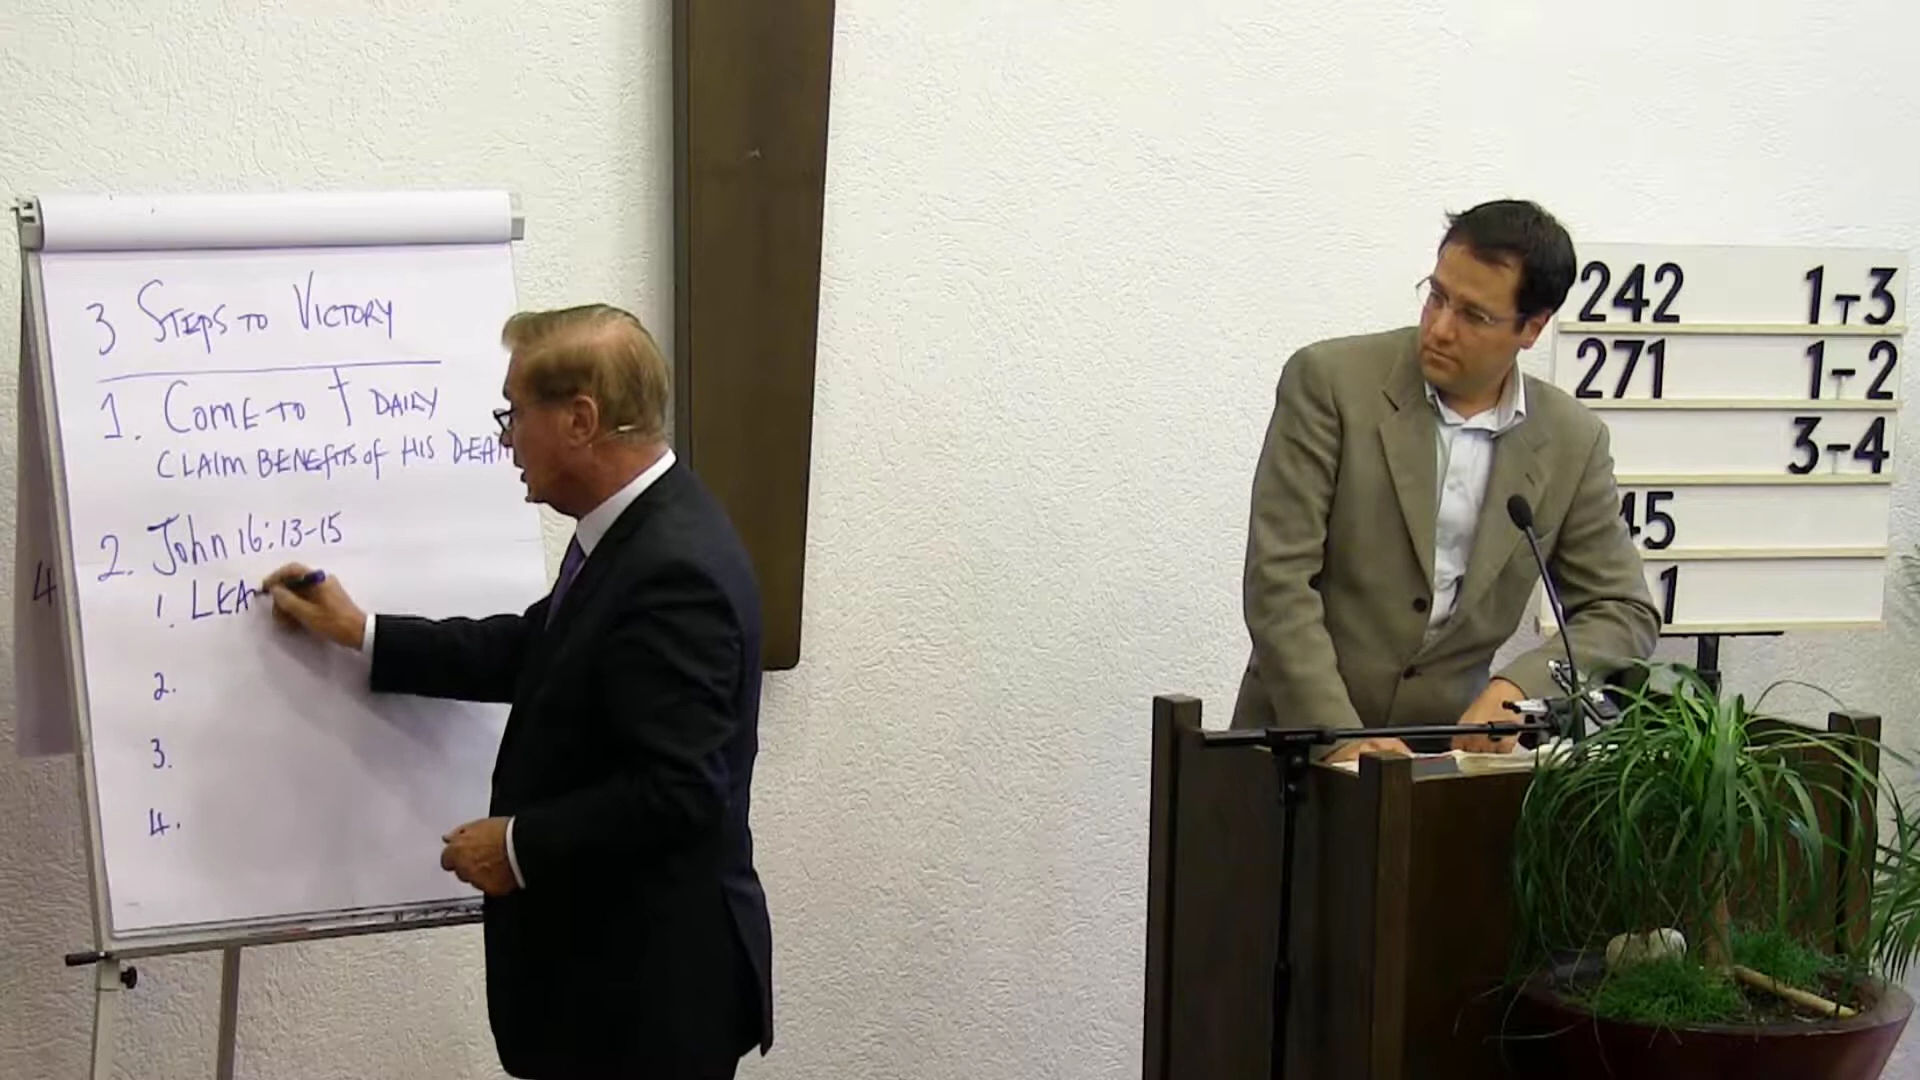 3 STEPS TO VICTORY
1. COME TO † DAILY
CLAIM BENEFITS OF HIS
2. John 16:13-15
1. LEA
2.
3.
4.
4
242 1-3
271 1-2
3-4
45
1